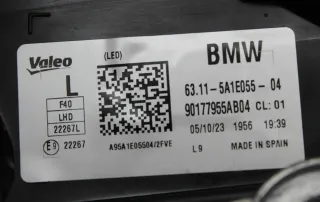 Valeo (LED) BMW
L 63.11-5A1E055-04
F40 90177955AB04 CL: 01
LHD
22267L 05/10/23 1956 19:39
E9 22267 A95A1E05504/2FVE L9 MADE IN SPAIN